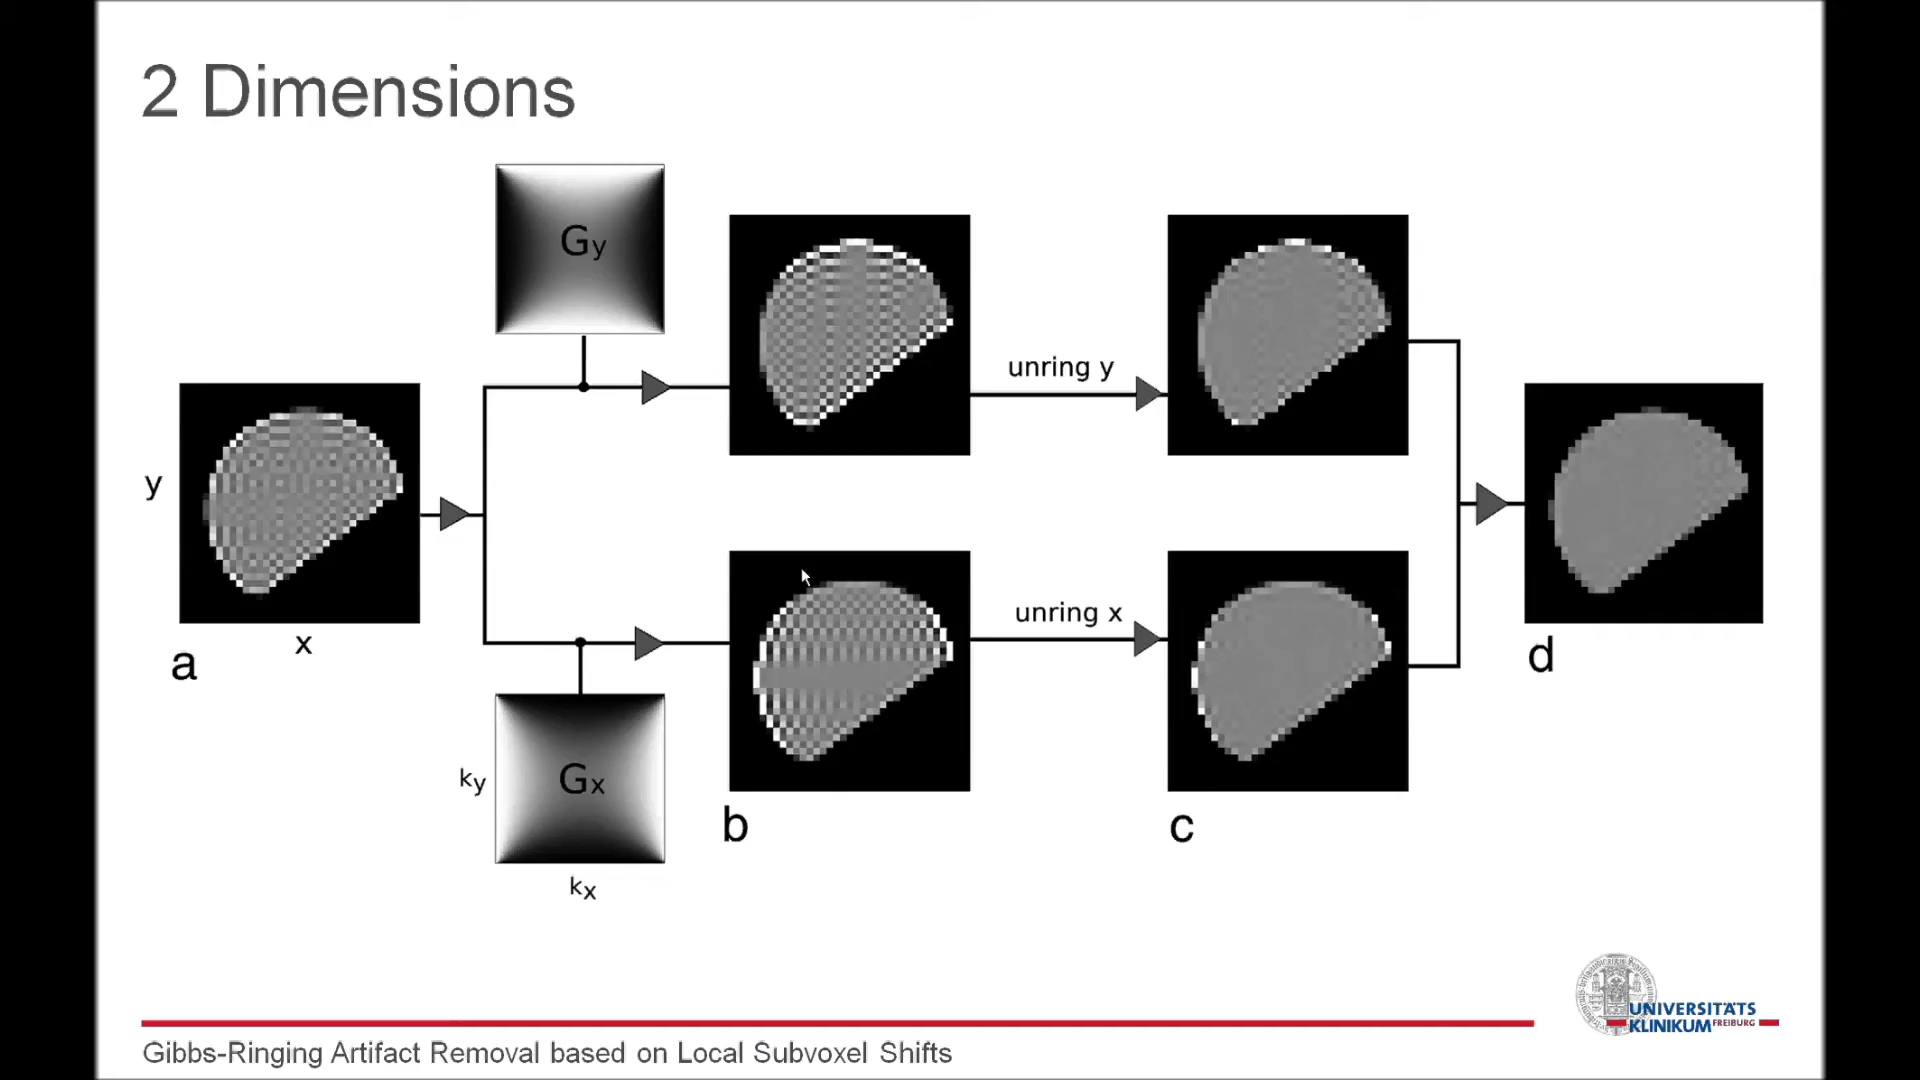 2 Dimensions
Gy
unring y
y
x
a
unring x
d
ky
Gx
kx
b
c
UNIVERSITÄTS
KLINIKUM FREIBURG
Gibbs-Ringing Artifact Removal based on Local Subvoxel Shifts